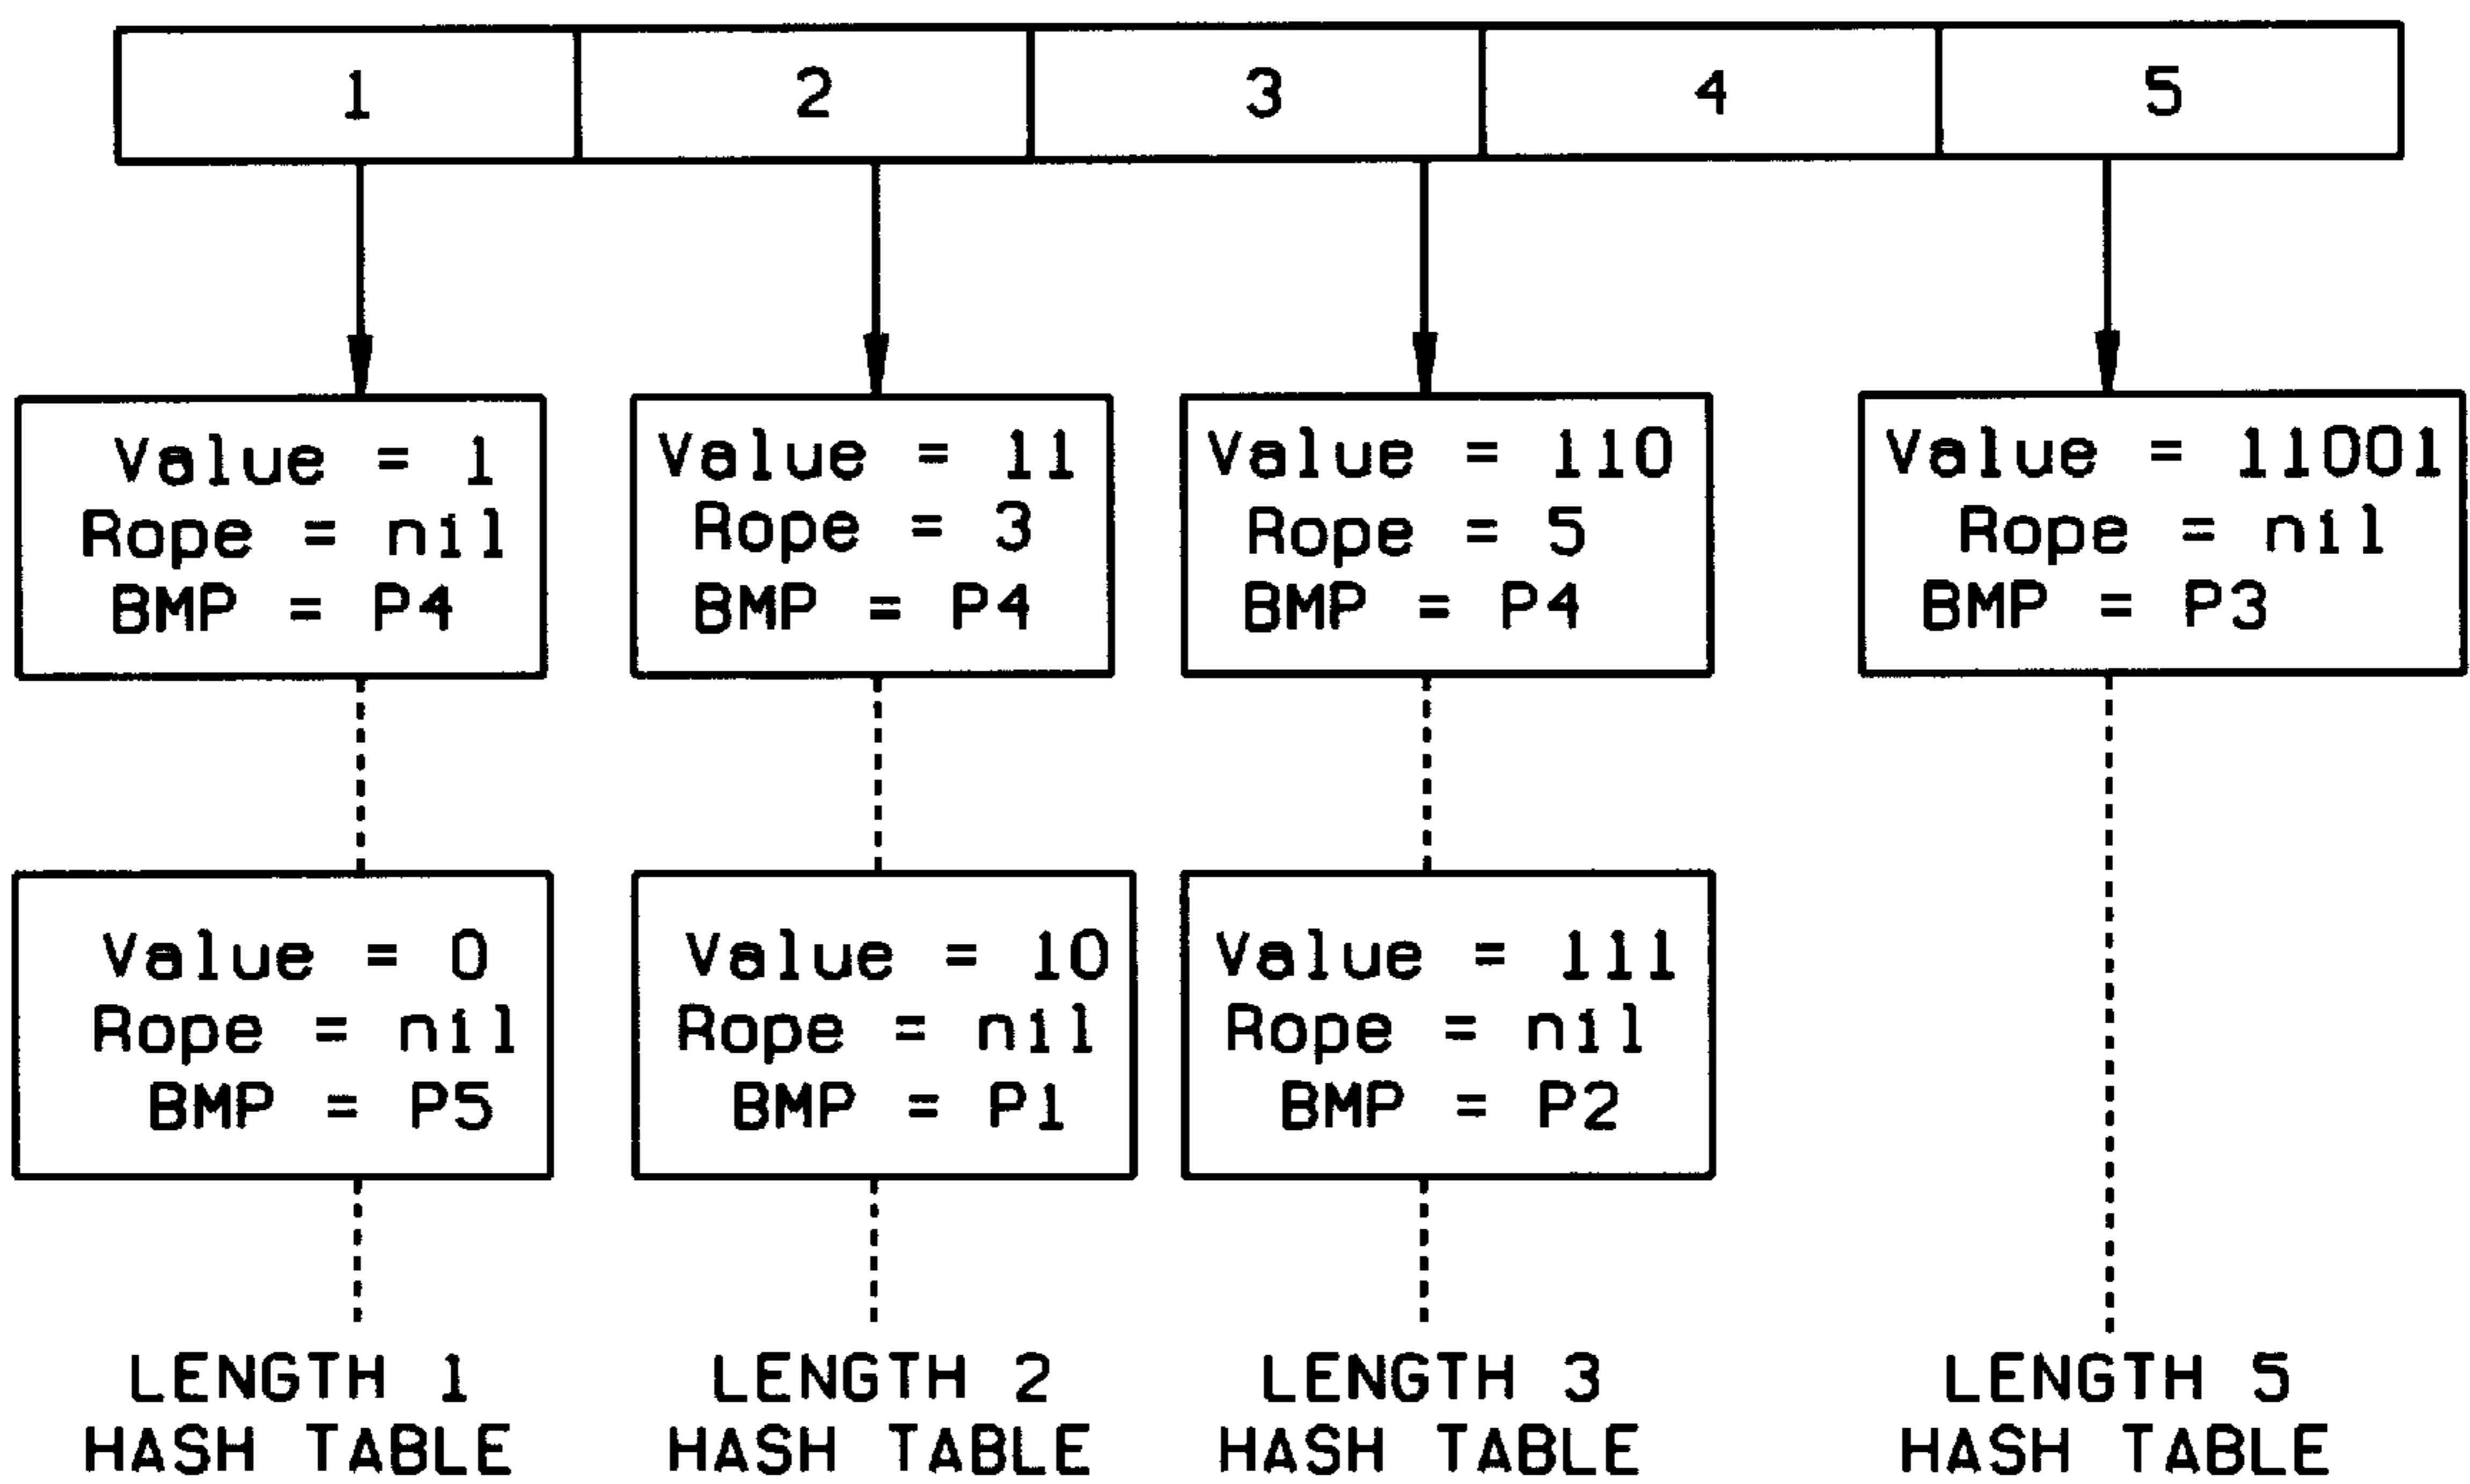 1 2 3 4 5
Value = 1
Rope = nil
BMP = P4
Value = 11
Rope = 3
BMP = P4
Value = 110
Rope = 5
BMP = P4
Value = 11001
Rope = nil
BMP = P3
Value = 0
Rope = nil
BMP = P5
Value = 10
Rope = nil
BMP = P1
Value = 111
Rope = nil
BMP = P2
LENGTH 1
HASH TABLE
LENGTH 2
HASH TABLE
LENGTH 3
HASH TABLE
LENGTH 5
HASH TABLE